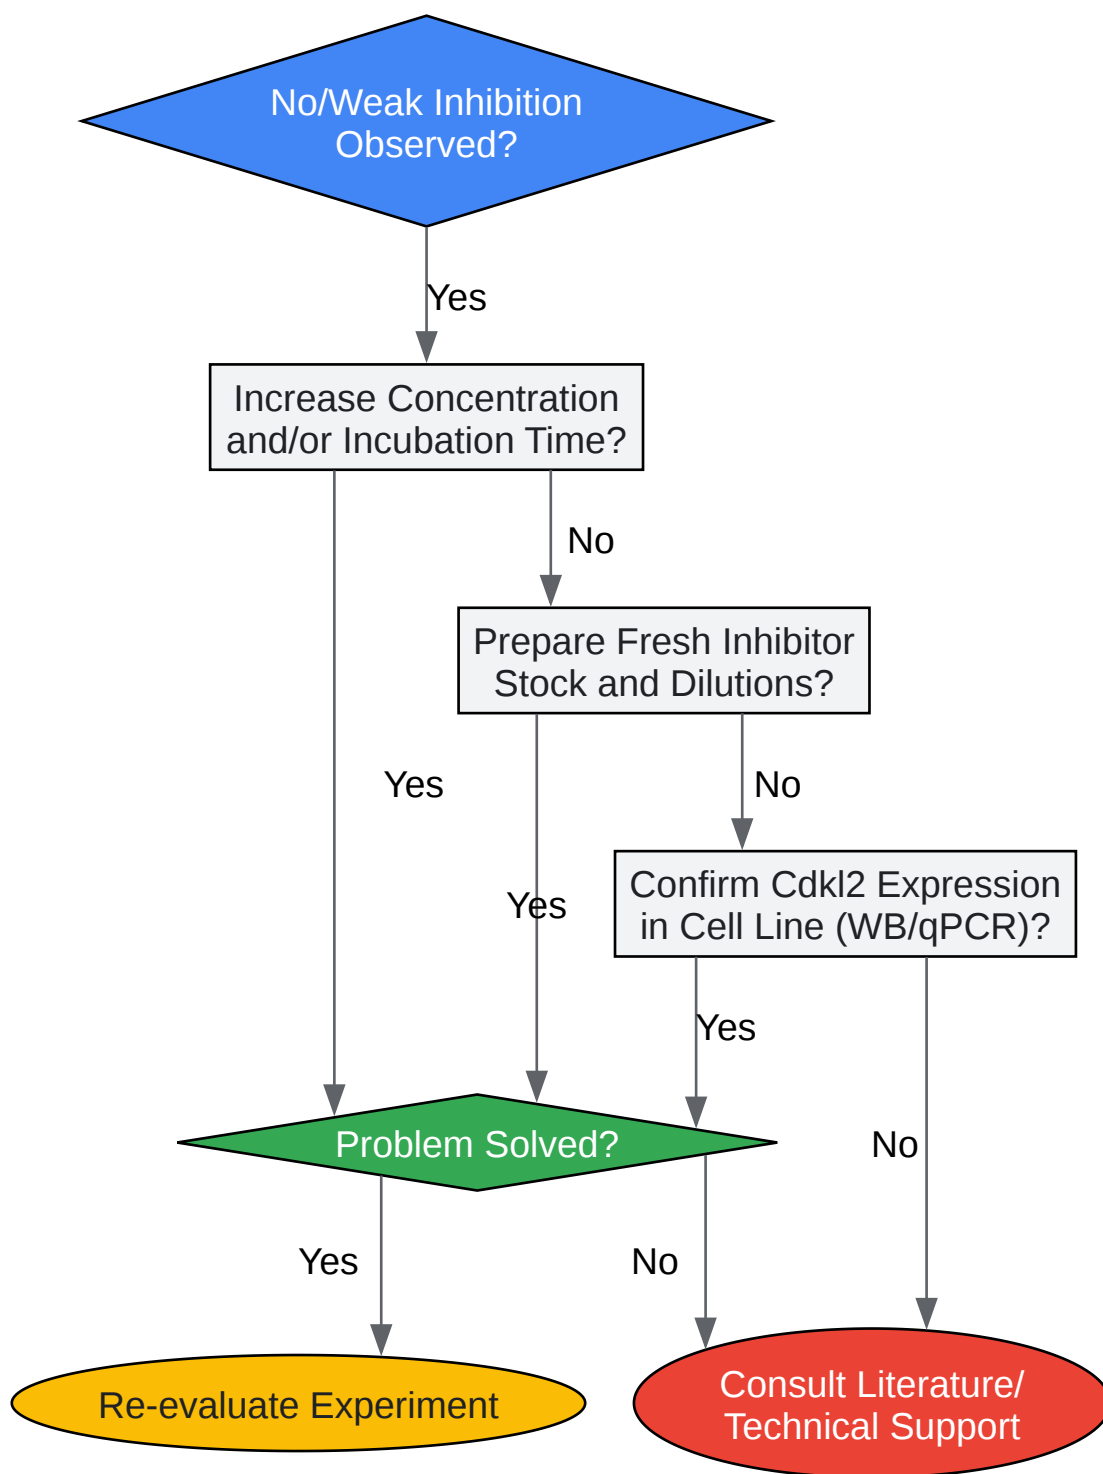 No/Weak Inhibition
Observed?
Yes
Increase Concentration
and/or Incubation Time?
No
Prepare Fresh Inhibitor
Stock and Dilutions?
Yes
No
Confirm Cdkl2 Expression
in Cell Line (WB/qPCR)?
Yes
Yes
Problem Solved?
No
Yes
No
Re-evaluate Experiment
Consult Literature/
Technical Support